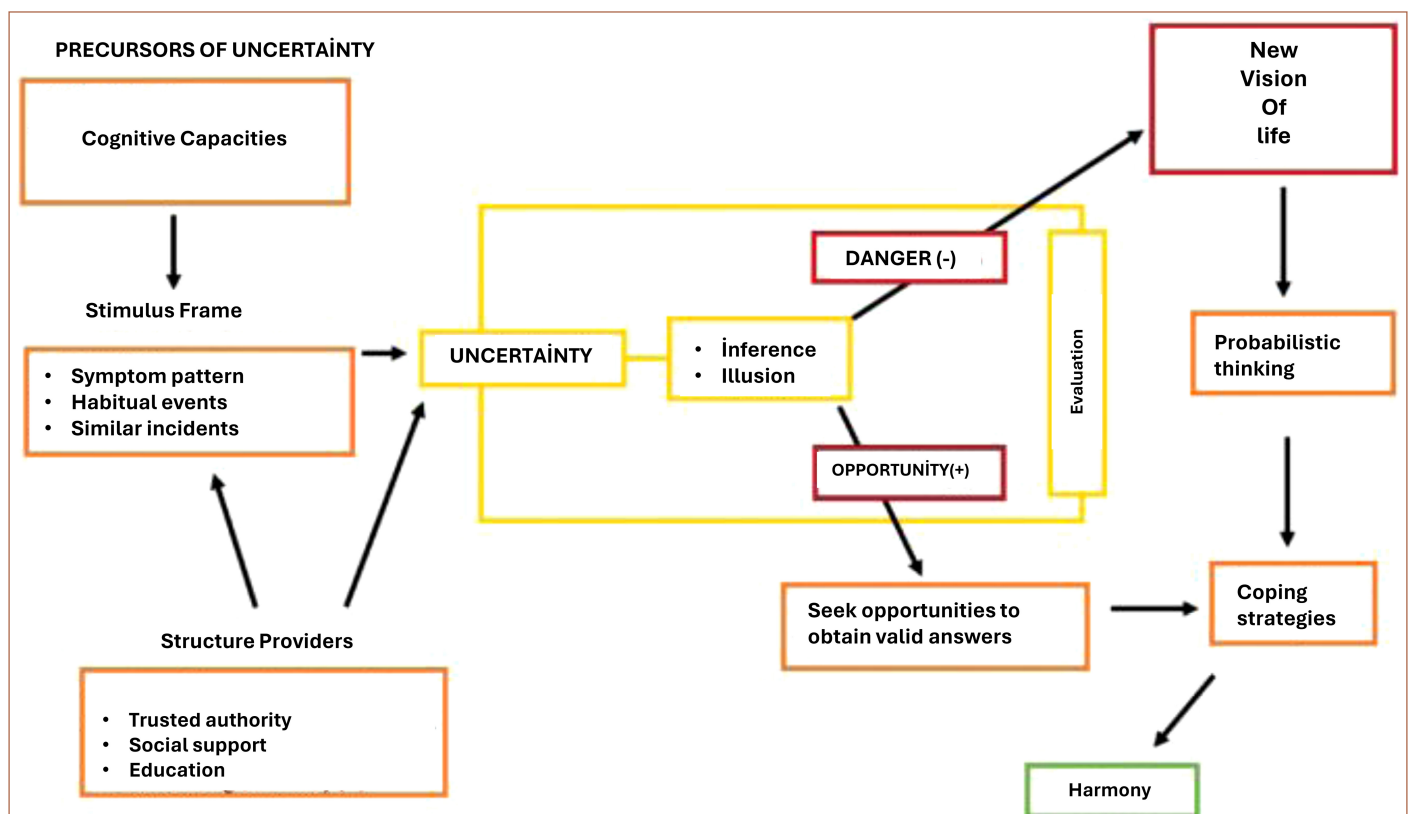 PRECURSORS OF UNCERTAİNTY
Cognitive Capacities
Stimulus Frame
• Symptom pattern
• Habitual events
• Similar incidents
Structure Providers
• Trusted authority
• Social support
• Education
UNCERTAİNTY
• İnference
• Illusion
DANGER (-)
OPPORTUNİTY(+)
Evaluation
Seek opportunities to
obtain valid answers
New
Vision
Of
life
Probabilistic
thinking
Coping
strategies
Harmony